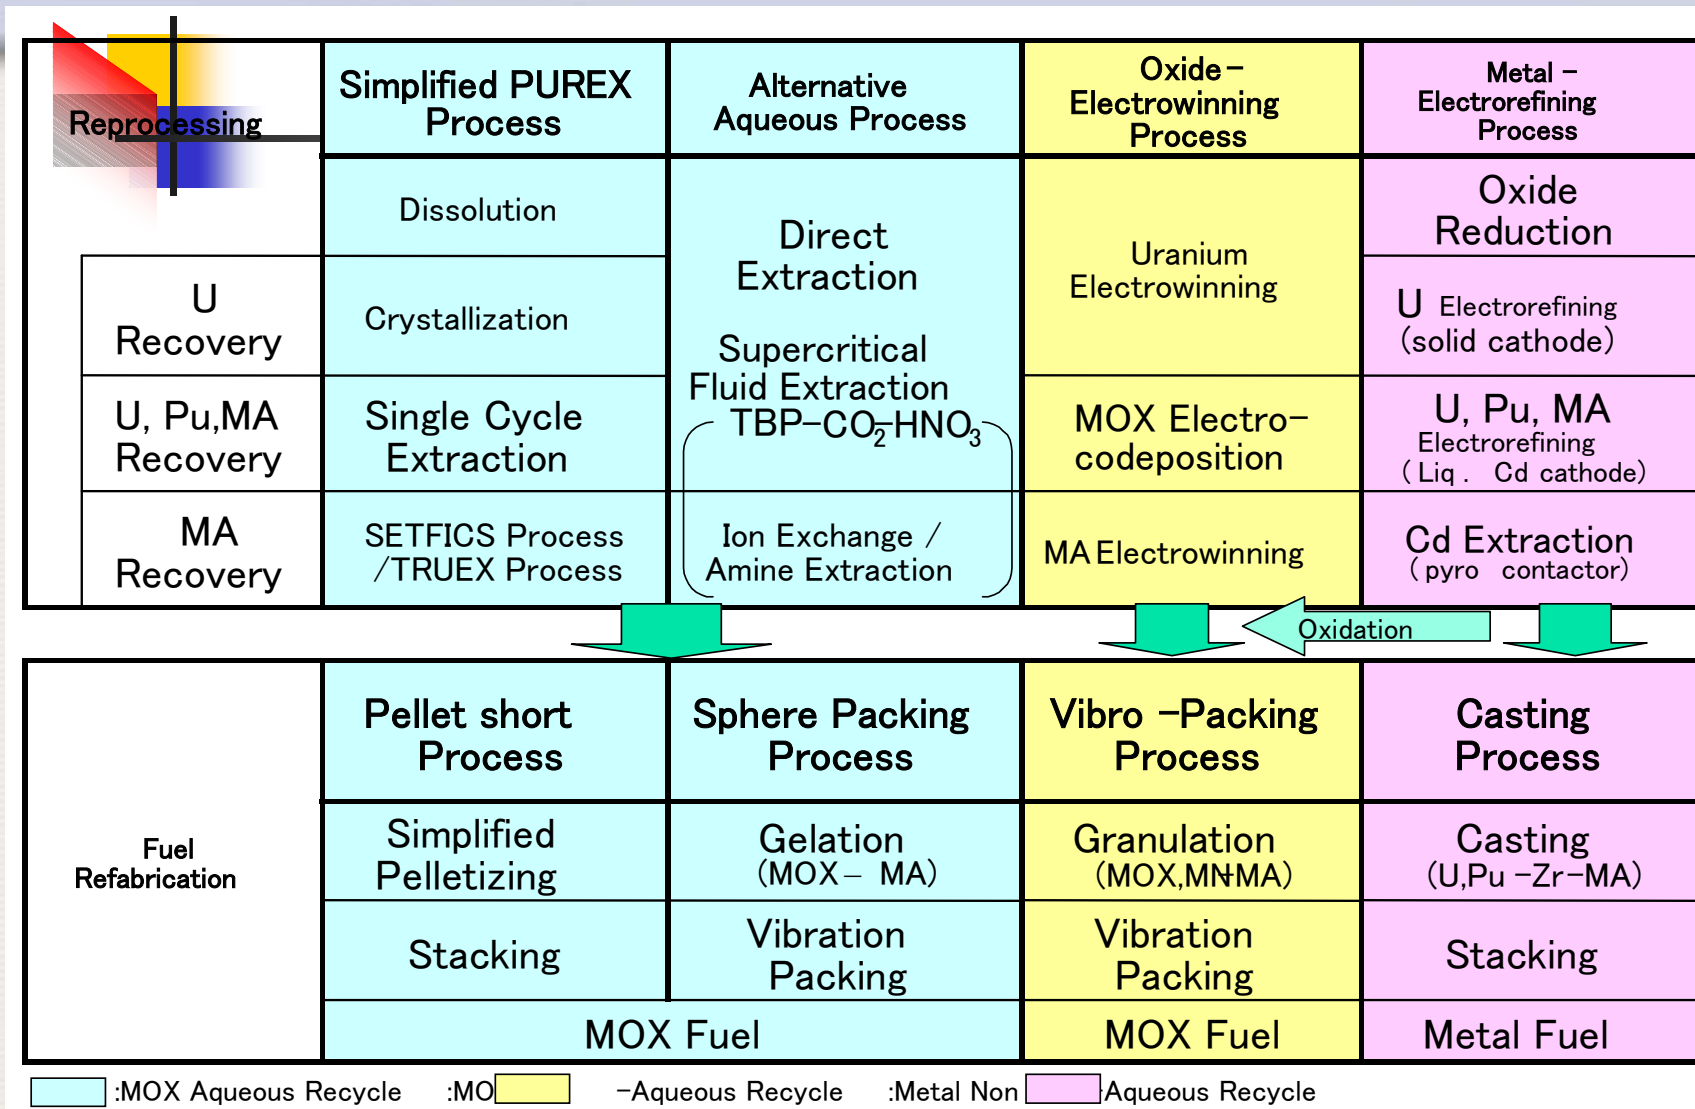 Reprocessing
Simplified PUREX
Process
Alternative
Aqueous Process
Oxide-
Electrowinning
Process
Metal -
Electrorefining
Process
Dissolution
Direct
Extraction
Supercritical
Fluid Extraction
TBP-CO2-HNO3
Uranium
Electrowinning
Oxide
Reduction
U
Recovery
Crystallization
U Electrorefining
(solid cathode)
U, Pu,MA
Recovery
Single Cycle
Extraction
MOX Electro-
codeposition
U, Pu, MA
Electrorefining
(Liq. Cd cathode)
MA
Recovery
SETFICS Process
/TRUEX Process
Ion Exchange /
Amine Extraction
MA Electrowinning
Cd Extraction
(pyro contactor)
Oxidation
Fuel
Refabrication
Pellet short
Process
Sphere Packing
Process
Vibro -Packing
Process
Casting
Process
Simplified
Pelletizing
Gelation
(MOX- MA)
Granulation
(MOX,MN-MA)
Casting
(U,Pu -Zr-MA)
Stacking
Vibration
Packing
Vibration
Packing
Stacking
MOX Fuel
MOX Fuel
Metal Fuel
:MOX Aqueous Recycle :MO -Aqueous Recycle :Metal Non -Aqueous Recycle